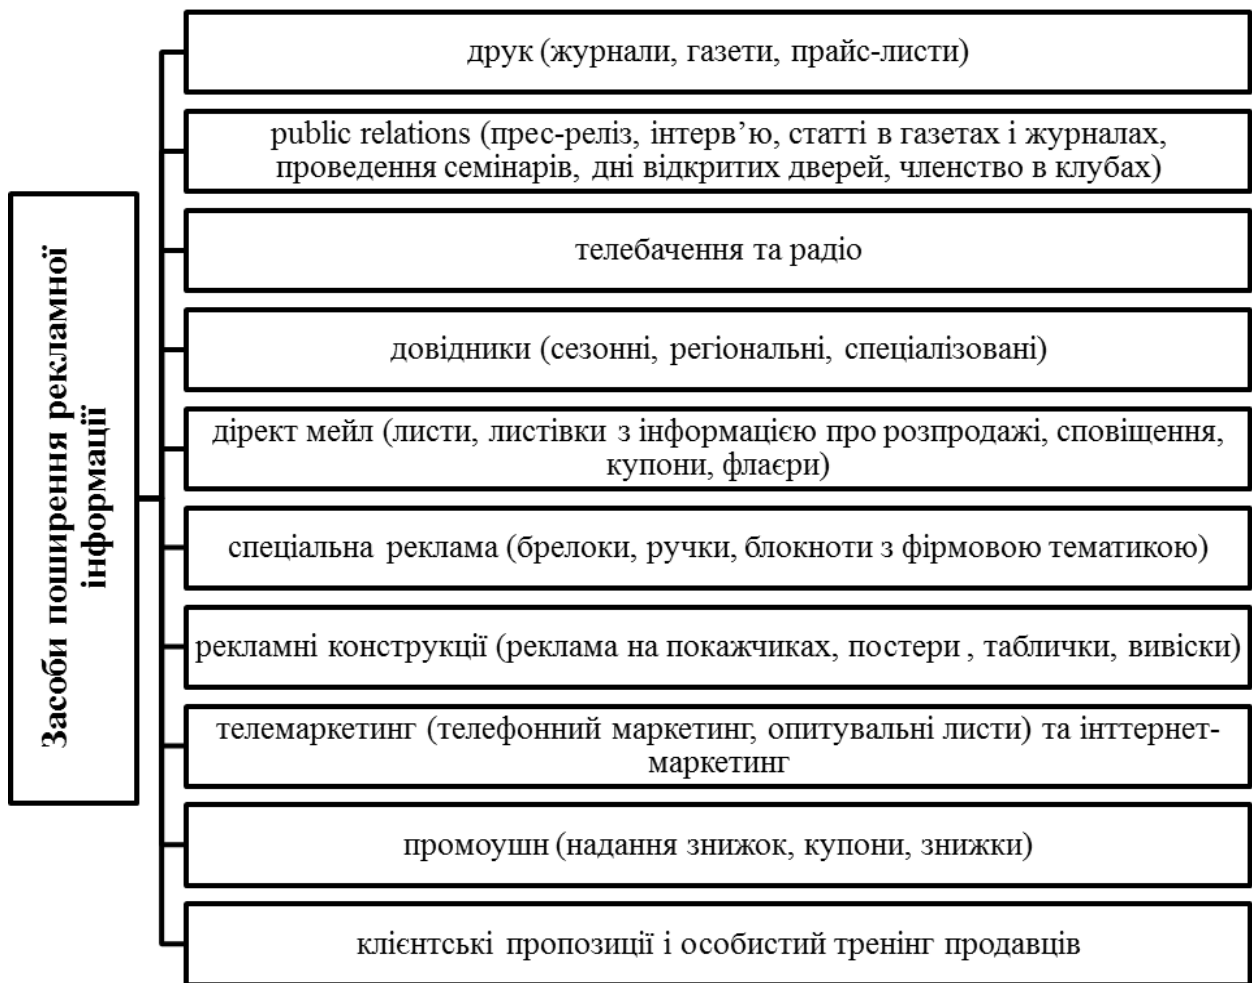 Засоби поширення рекламної
інформації
друк (журнали, газети, прайс-листи)
public relations (прес-реліз, інтерв’ю, статті в газетах і журналах,
проведення семінарів, дні відкритих дверей, членство в клубах)
телебачення та радіо
довідники (сезонні, регіональні, спеціалізовані)
дірект мейл (листи, листівки з інформацією про розпродажі, сповіщення,
купони, флаєри)
спеціальна реклама (брелоки, ручки, блокноти з фірмовою тематикою)
рекламні конструкції (реклама на покажчиках, постери , таблички, вивіски)
телемаркетинг (телефонний маркетинг, опитувальні листи) та інттернет-
маркетинг
промоушн (надання знижок, купони, знижки)
клієнтські пропозиції і особистий тренінг продавців